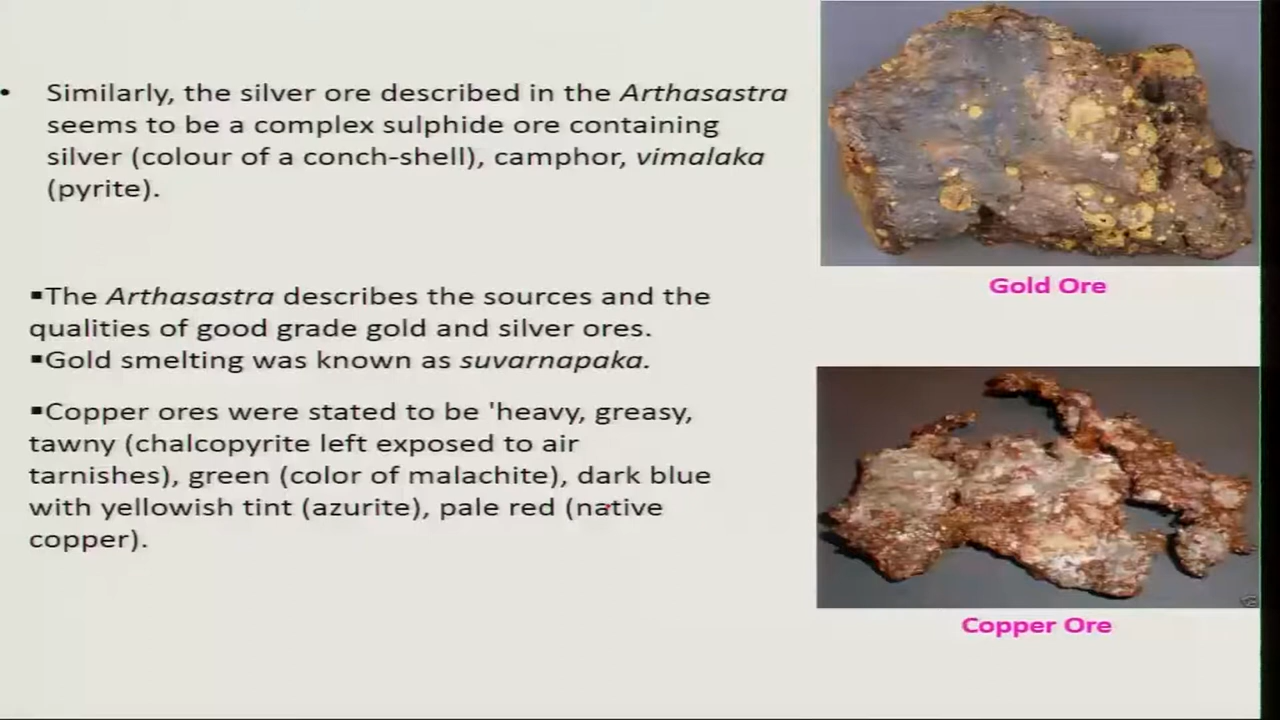 • Similarly, the silver ore described in the Arthasastra
seems to be a complex sulphide ore containing
silver (colour of a conch-shell), camphor, vimalaka
(pyrite).
▪The Arthasastra describes the sources and the
qualities of good grade gold and silver ores.
▪Gold smelting was known as suvarnapaka.
▪Copper ores were stated to be 'heavy, greasy,
tawny (chalcopyrite left exposed to air
tarnishes), green (color of malachite), dark blue
with yellowish tint (azurite), pale red (native
copper).
Gold Ore
Copper Ore